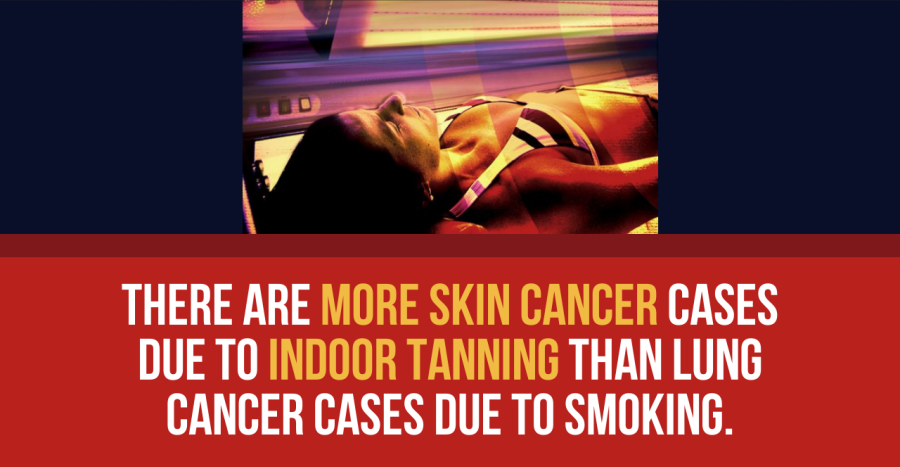 THERE ARE MORE SKIN CANCER CASES
DUE TO INDOOR TANNING THAN LUNG
CANCER CASES DUE TO SMOKING.